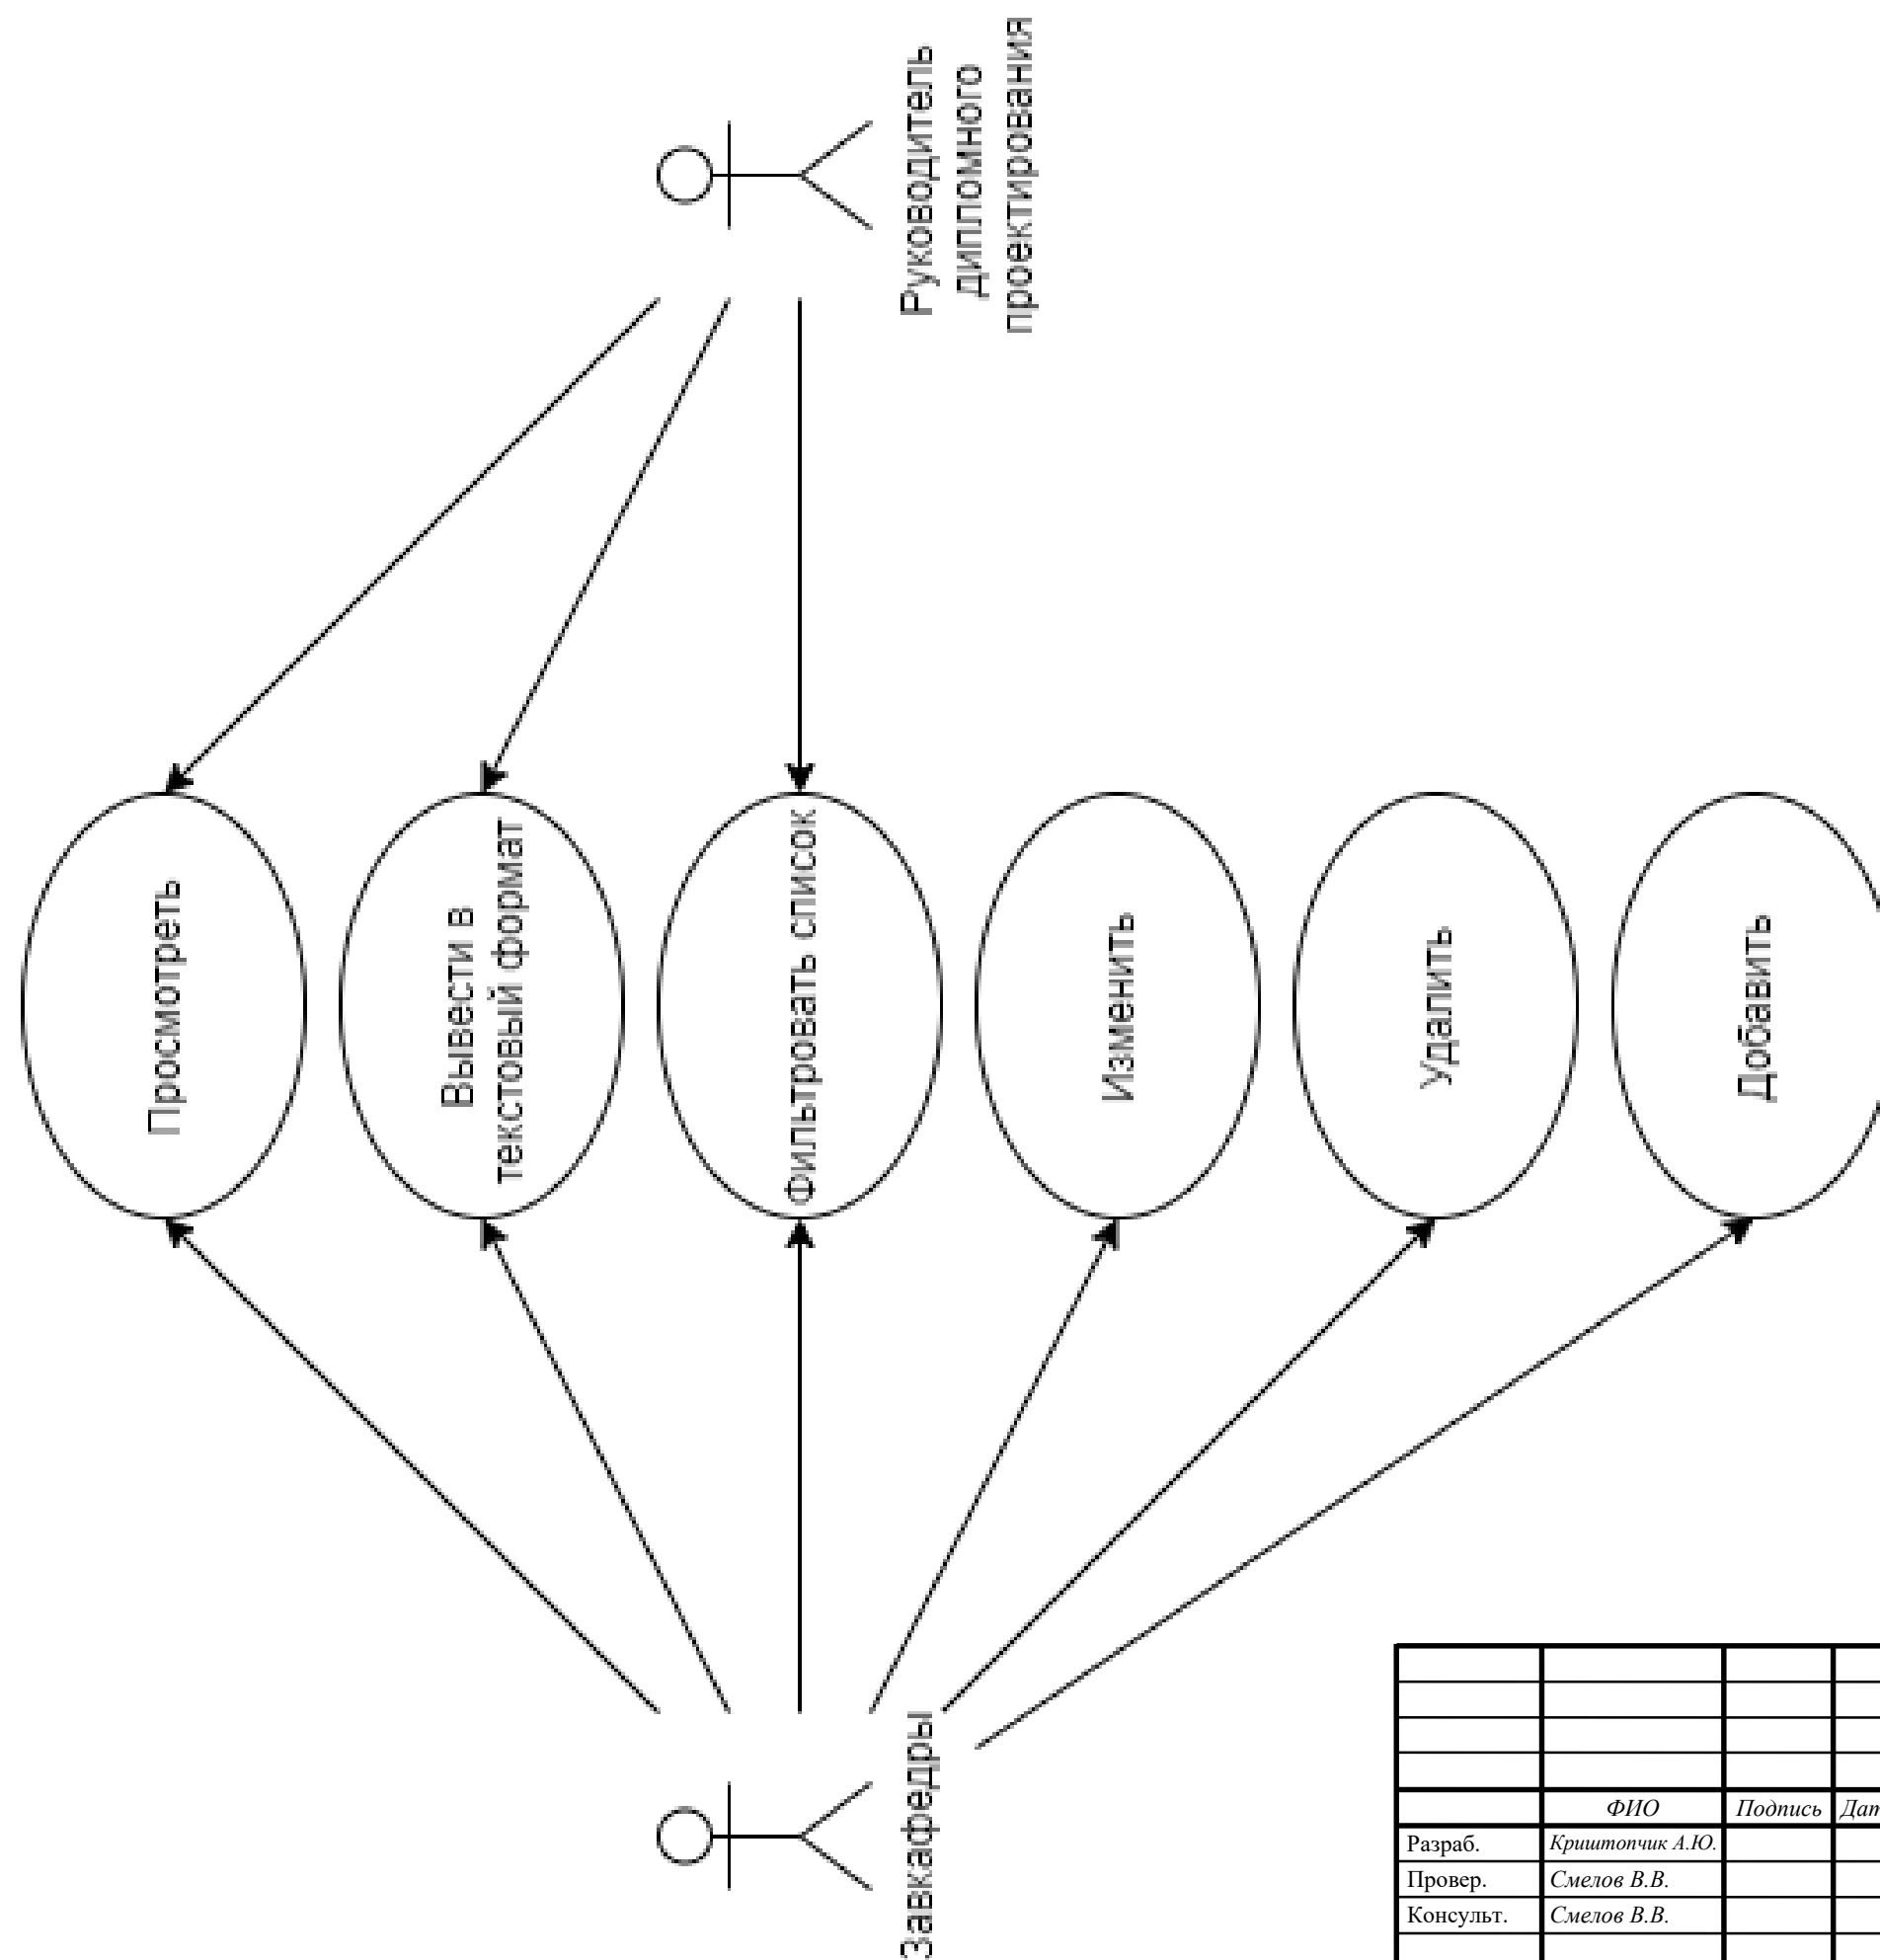 Руководитель
дипломного
проектирования
Просмотреть
Вывести в
текстовый формат
Фильтровать список
Изменить
Удалить
Добавить
Завкафедры
ФИО Подпись
Разраб. Криштопчик А.Ю.
Провер. Смелов В.В.
Консульт. Смелов В.В.